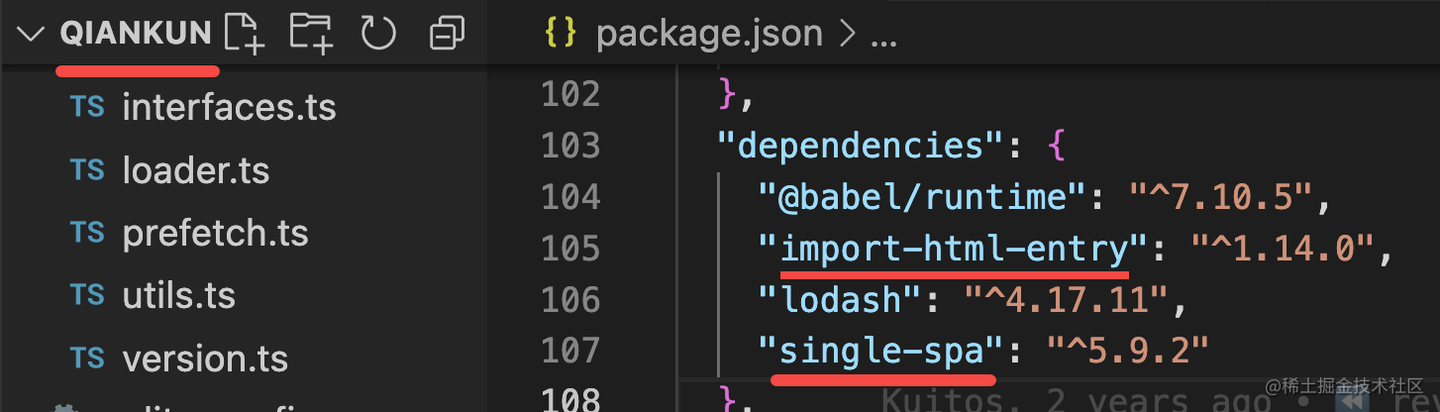 QIANKUN
interfaces.ts
TS loader.ts
TS prefetch.ts
TS utils.ts
TS version.ts
{} package.json > ...
102 },
103 "dependencies": {
104 "@babel/runtime": "^7.10.5",
105 "import-html-entry": "^1.14.0",
106 "lodash": "^4.17.11",
107 "single-spa": "^5.9.2"
108 },
Kuitos, 2 years ago •
@稀土掘金技术社区